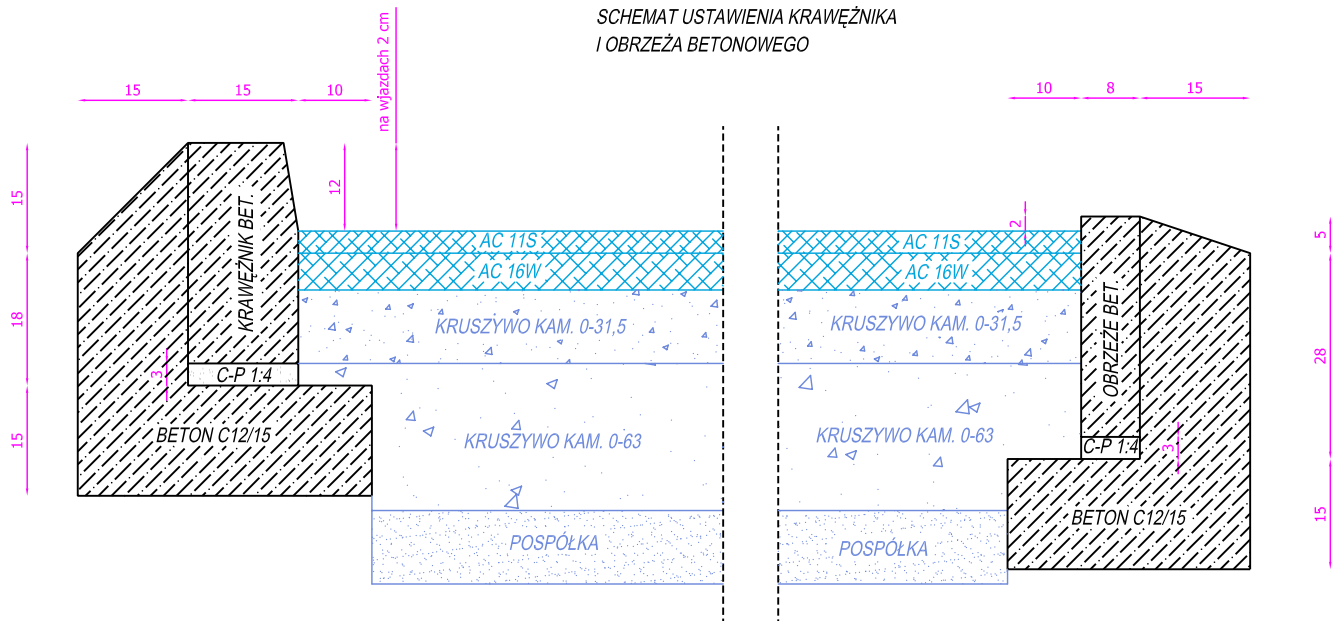 SCHEMAT USTAWIENIA KRAWĘŻNIKA
I OBRZEŻA BETONOWEGO
15
15
10
na wjazdach 2 cm
10
8
15
15
18
15
12
3
KRAWĘŻNIK BET.
C-P 1:4
BETON C12/15
AC 11S
AC 16W
KRUSZYWO KAM. 0-31,5
KRUSZYWO KAM. 0-63
POSPÓŁKA
AC 11S
AC 16W
KRUSZYWO KAM. 0-31,5
KRUSZYWO KAM. 0-63
POSPÓŁKA
2
OBRZEŻE BET.
C-P 1:4
3
BETON C12/15
5
28
15